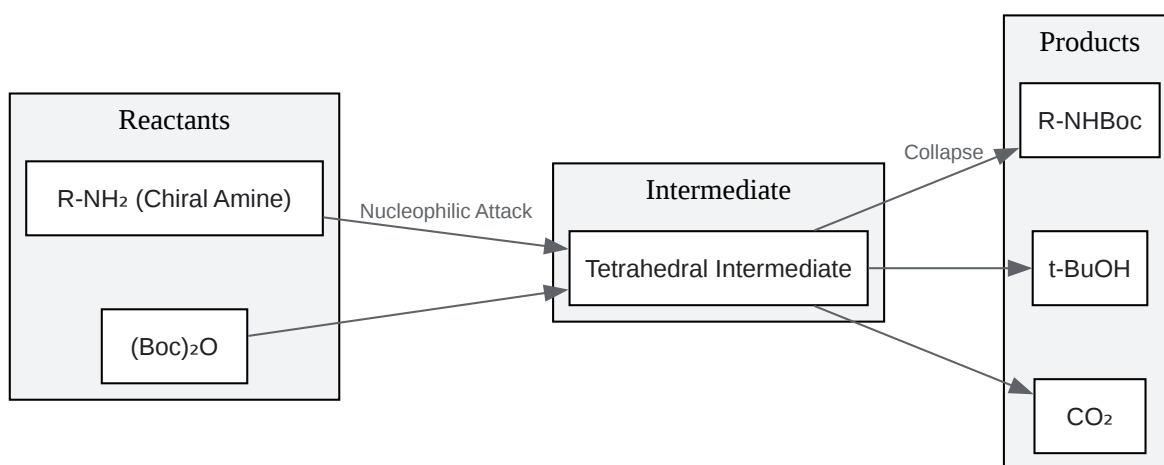 Reactants
R-NH₂ (Chiral Amine)
(Boc)₂O
Nucleophilic Attack
Intermediate
Tetrahedral Intermediate
Collapse
Products
R-NHBoc
t-BuOH
CO₂